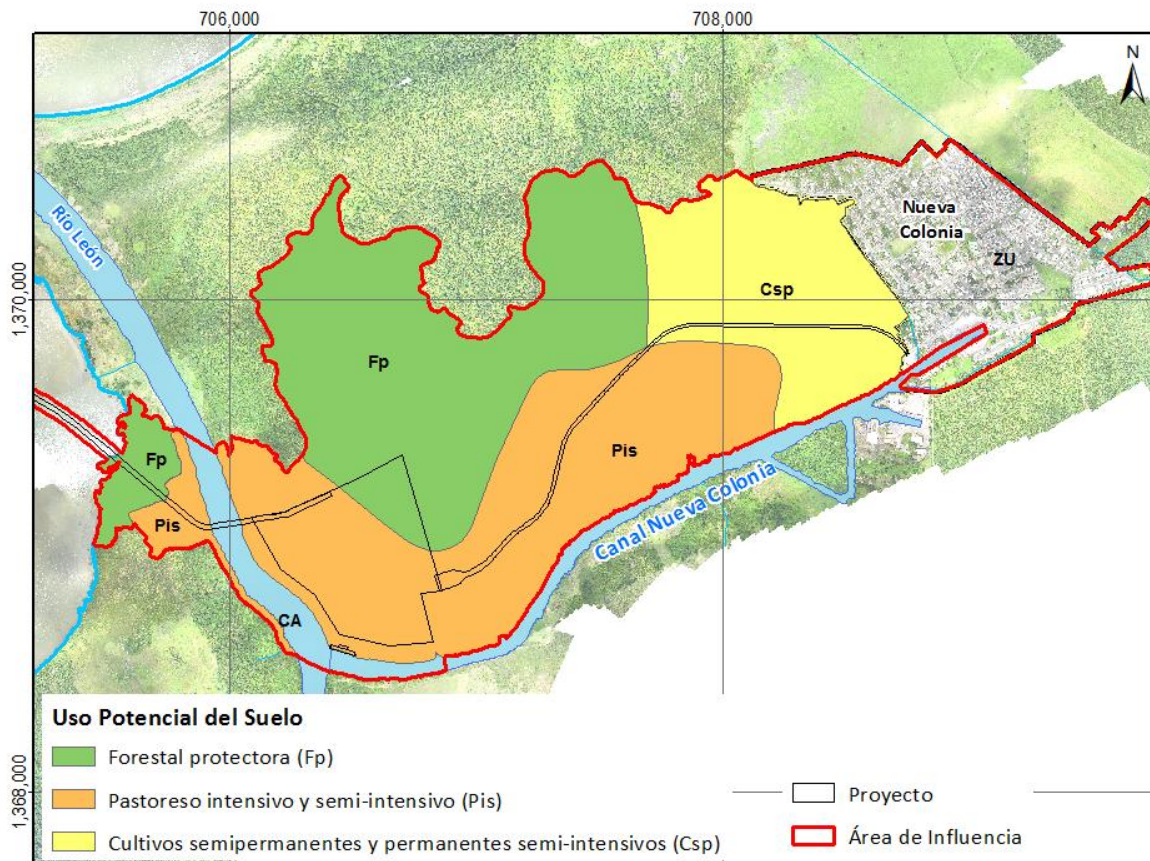 706,000
708,000
N
Nueva
Colonia
ZU
Río León
1,370,000
Csp
Fp
Fp
Pis
Pis
Canal Nueva Colonia
CA
Uso Potencial del Suelo
Forestal protectora (Fp)
Pastoreso intensivo y semi-intensivo (Pis)
Proyecto
1,368,000
Cultivos semipermanentes y permanentes semi-intensivos (Csp)
Área de Influencia